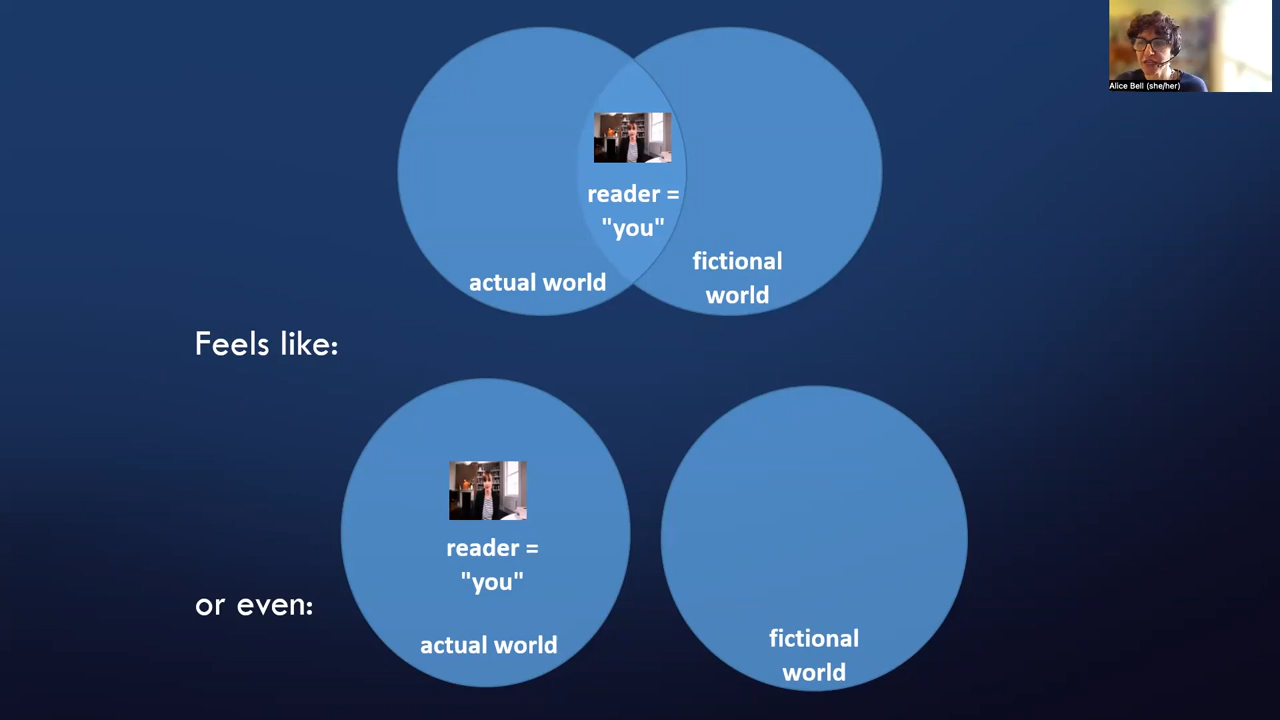 Alice Bell (she/her)
reader =
"you"
actual world
fictional
world
Feels like:
reader =
"you"
or even:
actual world
fictional
world